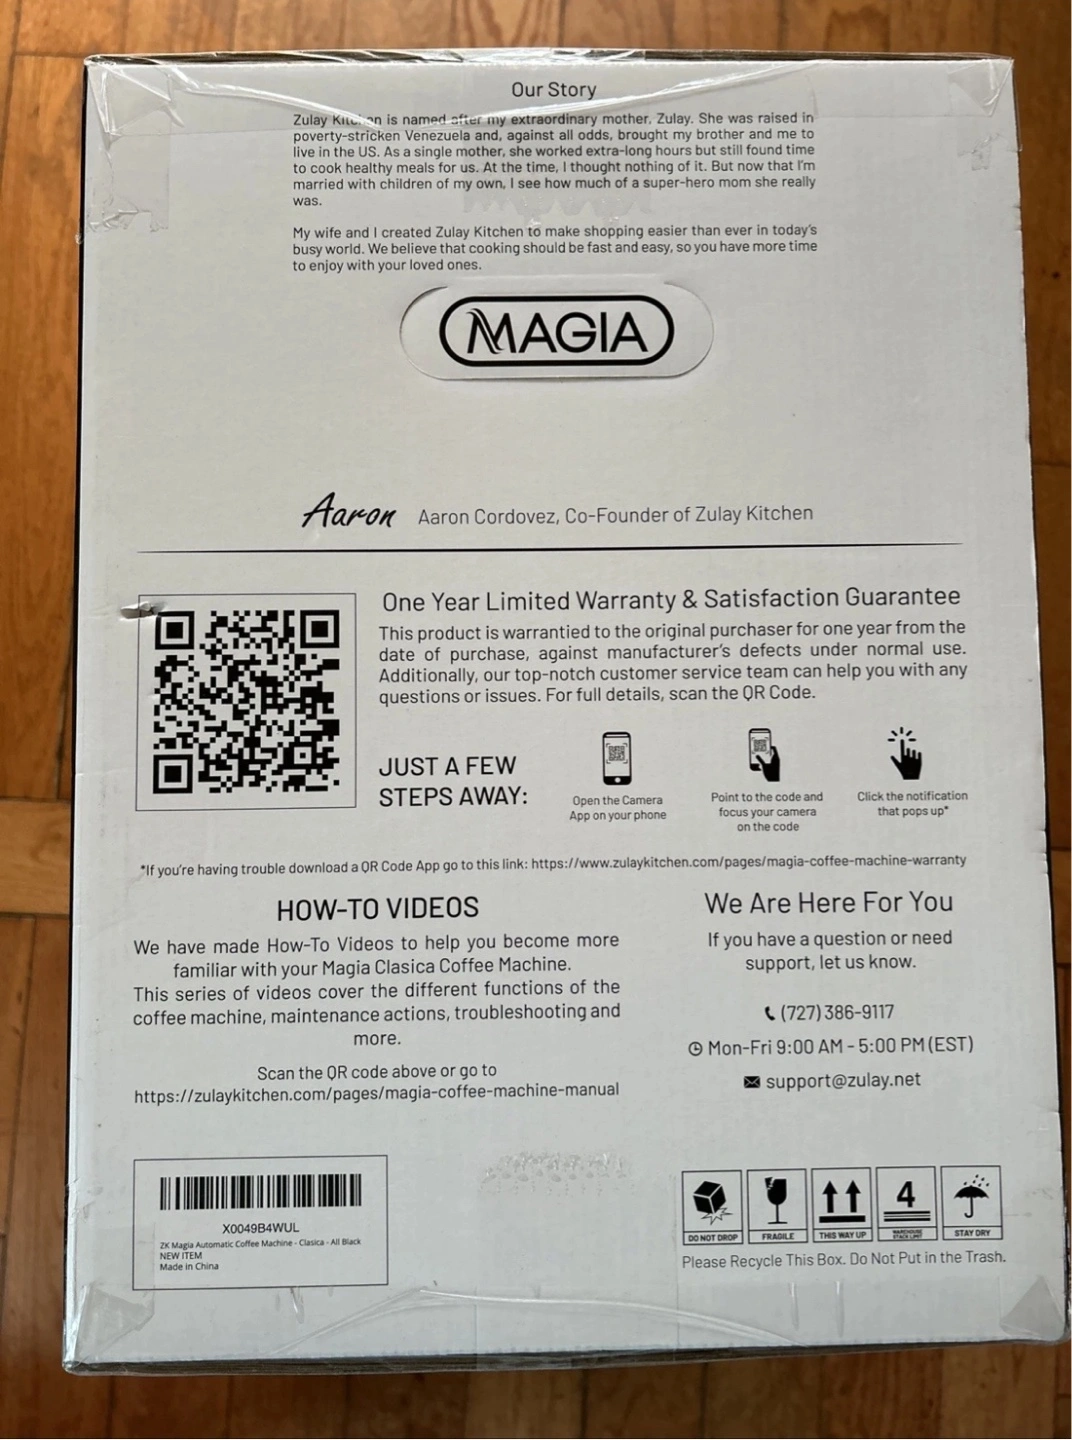 Our Story
Zulay Kitchen is named after my extraordinary mother, Zulay. She was raised in
poverty-stricken Venezuela and, against all odds, brought my brother and me to
live in the US. As a single mother, she worked extra-long hours but still found time
to cook healthy meals for us. At the time, I thought nothing of it. But now that I'm
married with children of my own, I see how much of a super-hero mom she really
was.
My wife and I created Zulay Kitchen to make shopping easier than ever in today's
busy world. We believe that cooking should be fast and easy, so you have more time
to enjoy with your loved ones.
MAGIA
Aaron Aaron Cordovez, Co-Founder of Zulay Kitchen
One Year Limited Warranty & Satisfaction Guarantee
This product is warrantied to the original purchaser for one year from the
date of purchase, against manufacturer's defects under normal use.
Additionally, our top-notch customer service team can help you with any
questions or issues. For full details, scan the QR Code.
JUST A FEW
STEPS AWAY:
Open the Camera
App on your phone
Point to the code and
focus your camera
on the code
Click the notification
that pops up*
*If you're having trouble download a QR Code App go to this link: https://www.zulaykitchen.com/pages/magia-coffee-machine-warranty
HOW-TO VIDEOS
We have made How-To Videos to help you become more
familiar with your Magia Clasica Coffee Machine.
This series of videos cover the different functions of the
coffee machine, maintenance actions, troubleshooting and
more.
Scan the QR code above or go to
https://zulaykitchen.com/pages/magia-coffee-machine-manual
We Are Here For You
If you have a question or need
support, let us know.
(727) 386-9117
Mon-Fri 9:00 AM - 5:00 PM (EST)
support@zulay.net
X0049B4WUL
ZK Magia Automatic Coffee Machine - Clasica - All Black
NEW ITEM
Made in China
DO NOT DROP
FRAGILE
THIS WAY UP
4
WAREHOUSE
STACK LIMIT
STAY DRY
Please Recycle This Box. Do Not Put in the Trash.